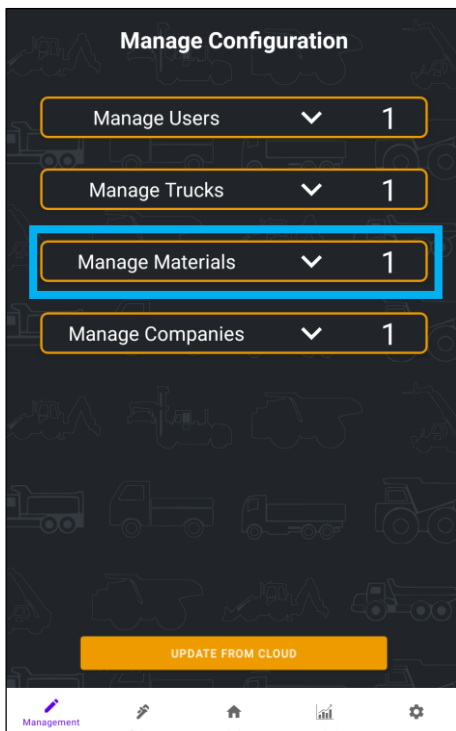 Manage Configuration
Manage Users 1
Manage Trucks 1
Manage Materials 1
Manage Companies 1
UPDATE FROM CLOUD
Management